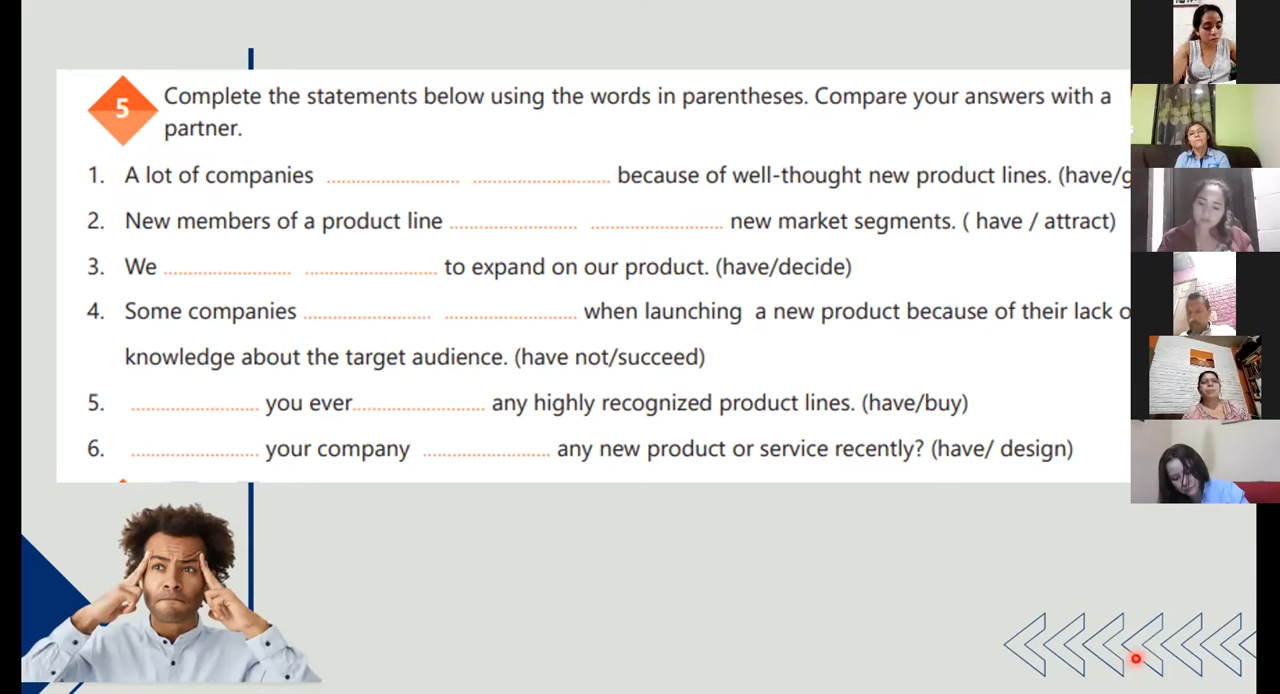 5
Complete the statements below using the words in parentheses. Compare your answers with a
partner.
1. A lot of companies ........................ ........................ because of well-thought new product lines. (have/g
2. New members of a product line ........................ ........................ new market segments. ( have / attract)
3. We ........................ ........................ to expand on our product. (have/decide)
4. Some companies ........................ ........................ when launching a new product because of their lack o
knowledge about the target audience. (have not/succeed)
5. ........................ you ever........................ any highly recognized product lines. (have/buy)
6. ........................ your company ........................ any new product or service recently? (have/ design)